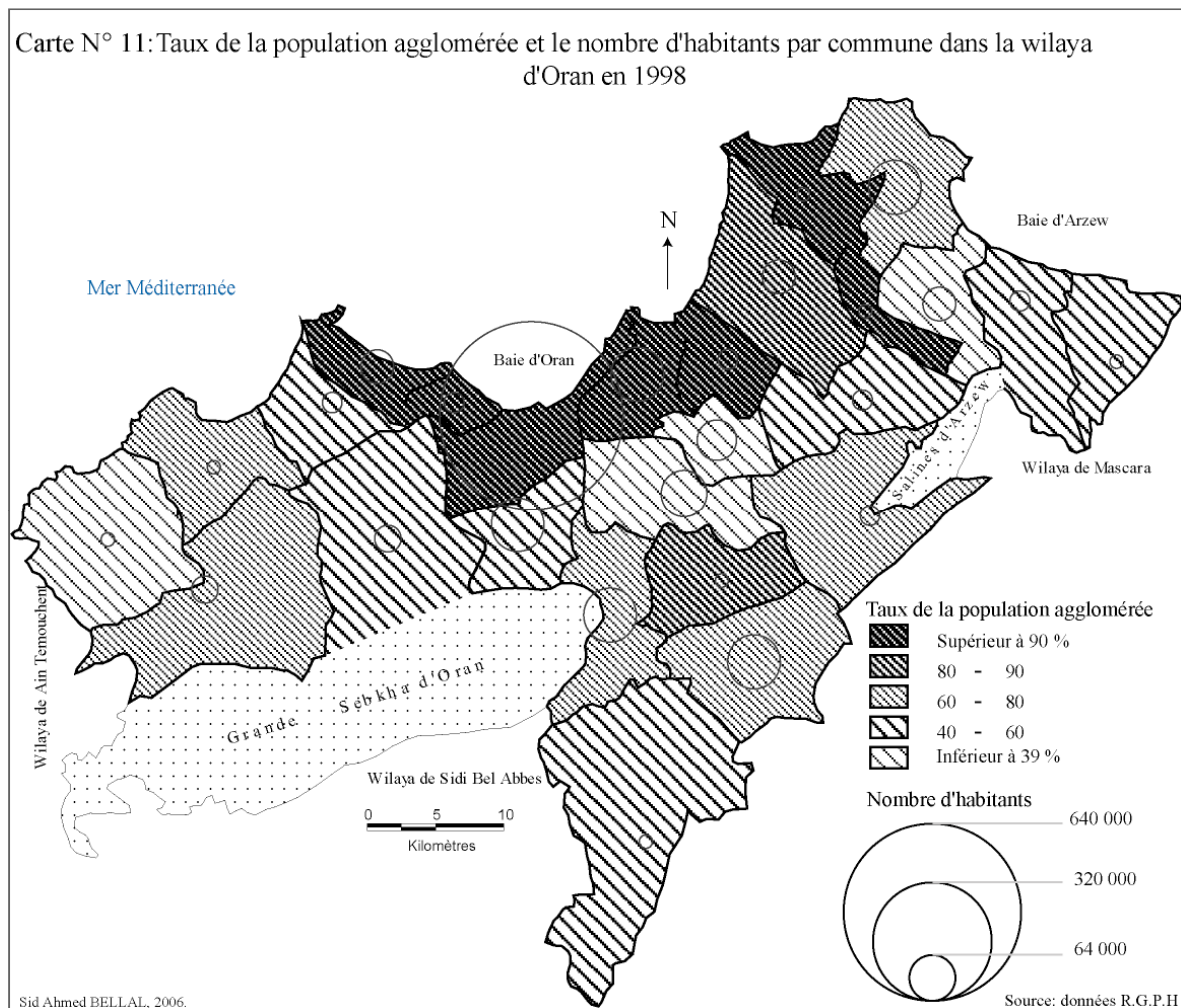 Carte N° 11: Taux de la population agglomérée et le nombre d'habitants par commune dans la wilaya
d'Oran en 1998
N
Baie d'Arzew
Mer Méditerranée
Baie d'Oran
Salines d'Arzew
Wilaya de Mascara
Wilaya de Ain Temouchent
Grande Sebkha d'Oran
Wilaya de Sidi Bel Abbes
0 5 10
Kilomètres
Taux de la population agglomérée
Supérieur à 90 %
80 - 90
60 - 80
40 - 60
Inférieur à 39 %
Nombre d'habitants
640 000
320 000
64 000
Sid Ahmed BELLAL, 2006.
Source: données R.G.P.H